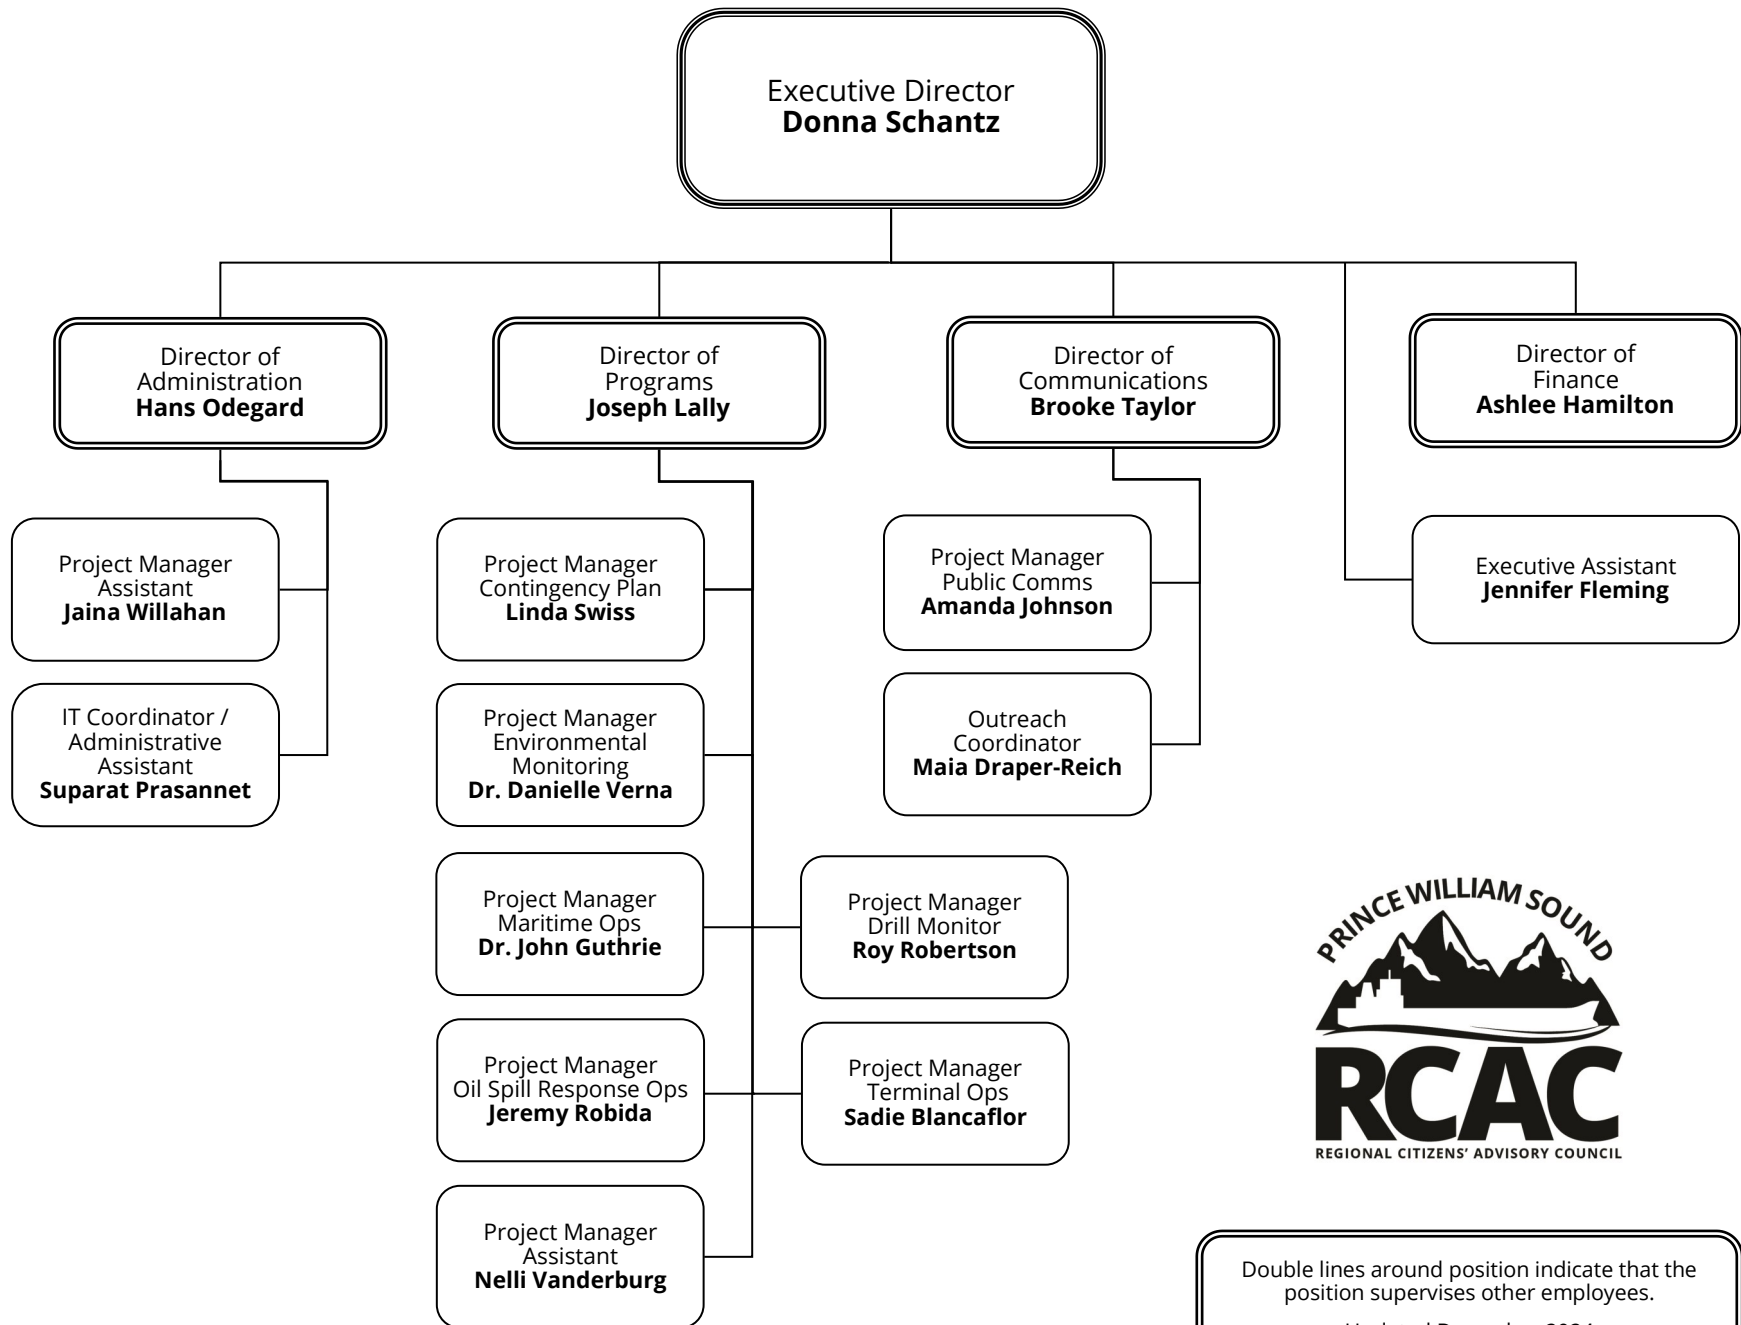 Executive Director
Donna Schantz
Director of
Administration
Hans Odegard
Director of
Programs
Joseph Lally
Director of
Communications
Brooke Taylor
Director of
Finance
Ashlee Hamilton
Project Manager
Assistant
Jaina Willahan
Project Manager
Contingency Plan
Linda Swiss
Project Manager
Public Comms
Amanda Johnson
Executive Assistant
Jennifer Fleming
IT Coordinator /
Administrative
Assistant
Suparat Prasannet
Project Manager
Environmental
Monitoring
Dr. Danielle Verna
Outreach
Coordinator
Maia Draper-Reich
Project Manager
Maritime Ops
Dr. John Guthrie
Project Manager
Drill Monitor
Roy Robertson
Project Manager
Oil Spill Response Ops
Jeremy Robida
Project Manager
Terminal Ops
Sadie Blancaflor
Project Manager
Assistant
Nelli Vanderburg
PRINCE WILLIAM SOUND
RCAC
REGIONAL CITIZENS' ADVISORY COUNCIL
Double lines around position indicate that the
position supervises other employees.